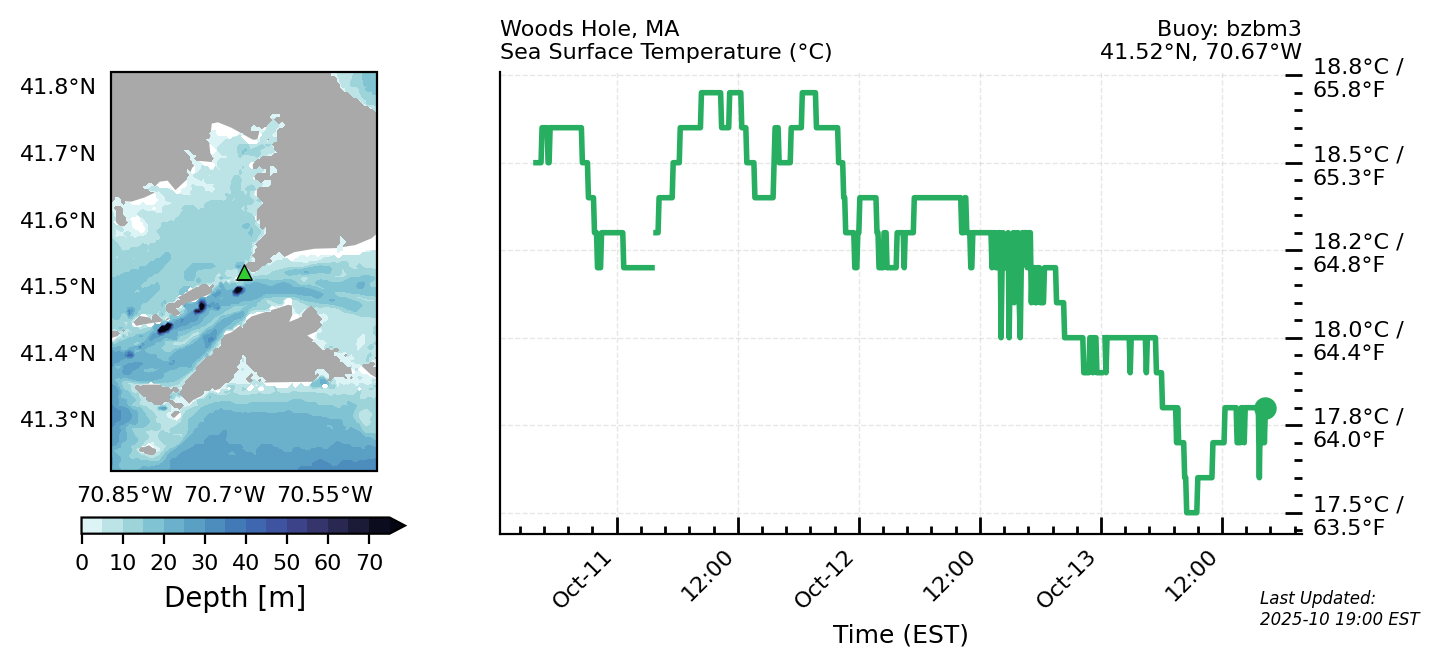 Woods Hole, MA
Sea Surface Temperature (°C)
Buoy: bzbm3
41.52°N, 70.67°W
41.8°N
41.7°N
41.6°N
41.5°N
41.4°N
41.3°N
70.85°W 70.7°W 70.55°W
0 10 20 30 40 50 60 70
Depth [m]
18.8°C /
65.8°F
18.5°C /
65.3°F
18.2°C /
64.8°F
18.0°C /
64.4°F
17.8°C /
64.0°F
17.5°C /
63.5°F
Oct-11
12:00
Oct-12
12:00
Oct-13
12:00
Time (EST)
Last Updated:
2025-10 19:00 EST